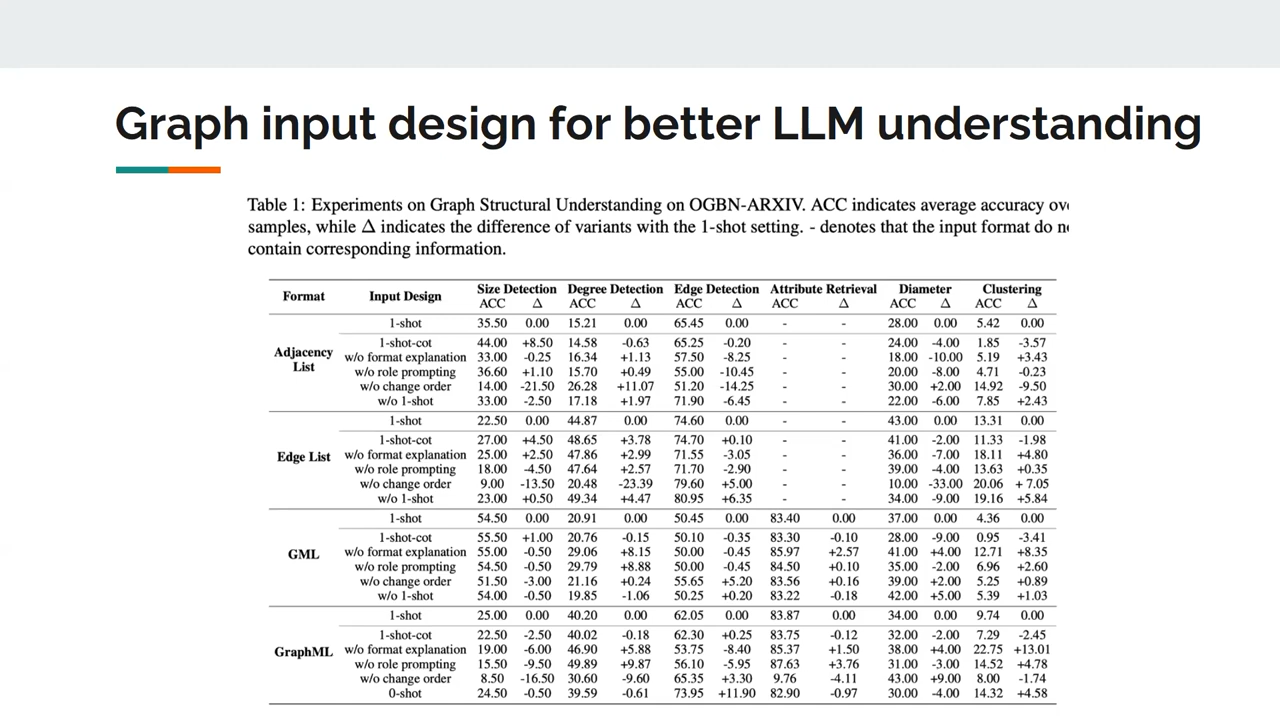 Graph input design for better LLM understanding
Table 1: Experiments on Graph Structural Understanding on OGBN-ARXIV. ACC indicates average accuracy
samples, while Δ indicates the difference of variants with the 1-shot setting. - denotes that the input format do
contain corresponding information.
Format Input Design Size Detection Degree Detection Edge Detection Attribute Retrieval Diameter Clustering
ACC Δ ACC Δ ACC Δ ACC Δ ACC Δ ACC Δ
1-shot 35.50 0.00 15.21 0.00 65.45 0.00 - - 28.00 0.00 5.42 0.00
Adjacency List 1-shot-cot 44.00 +8.50 14.58 -0.63 65.25 -0.20 - - 24.00 -4.00 1.85 -3.57
w/o format explanation 33.00 -0.25 16.34 +1.13 57.50 -8.25 - - 18.00 -10.00 5.19 +3.43
w/o role prompting 36.60 +1.10 15.70 +0.49 55.00 -10.45 - - 20.00 -8.00 4.71 -0.23
w/o change order 14.00 -21.50 26.28 +11.07 51.20 -14.25 - - 30.00 +2.00 14.92 -9.50
w/o 1-shot 33.00 -2.50 17.18 +1.97 71.90 -6.45 - - 22.00 -6.00 7.85 +2.43
1-shot 22.50 0.00 44.87 0.00 74.60 0.00 - - 43.00 0.00 13.31 0.00
1-shot-cot 27.00 +4.50 48.65 +3.78 74.70 +0.10 - - 41.00 -2.00 11.33 -1.98
Edge List w/o format explanation 25.00 +2.50 47.86 +2.99 71.55 -3.05 - - 36.00 -7.00 18.11 +4.80
w/o role prompting 18.00 -4.50 47.64 +2.57 71.70 -2.90 - - 39.00 -4.00 13.63 +0.35
w/o change order 9.00 -13.50 20.48 -23.39 79.60 +5.00 - - 10.00 -33.00 20.06 + 7.05
w/o 1-shot 23.00 +0.50 49.34 +4.47 80.95 +6.35 - - 34.00 -9.00 19.16 +5.84
1-shot 54.50 0.00 20.91 0.00 50.45 0.00 83.40 0.00 37.00 0.00 4.36 0.00
1-shot-cot 55.50 +1.00 20.76 -0.15 50.10 -0.35 83.30 -0.10 28.00 -9.00 0.95 -3.41
GML w/o format explanation 55.00 -0.50 29.06 +8.15 50.00 -0.45 85.97 +2.57 41.00 +4.00 12.71 +8.35
w/o role prompting 54.50 -0.50 29.79 +8.88 50.00 -0.45 84.50 +0.10 35.00 -2.00 6.96 +2.60
w/o change order 51.50 -3.00 21.16 +0.24 55.65 +5.20 83.56 +0.16 39.00 +2.00 5.25 +0.89
w/o 1-shot 54.00 -0.50 19.85 -1.06 50.25 +0.20 83.22 -0.18 42.00 +5.00 5.39 +1.03
1-shot 25.00 0.00 40.20 0.00 62.05 0.00 83.87 0.00 34.00 0.00 9.74 0.00
1-shot-cot 22.50 -2.50 40.02 -0.18 62.30 +0.25 83.75 -0.12 32.00 -2.00 7.29 -2.45
GraphML w/o format explanation 19.00 -6.00 46.90 +5.88 53.75 -8.40 85.37 +1.50 38.00 +4.00 22.75 +13.01
w/o role prompting 15.50 -9.50 49.89 +9.87 56.10 -5.95 87.63 +3.76 31.00 -3.00 14.52 +4.78
w/o change order 8.50 -16.50 30.60 -9.60 65.35 +3.30 9.76 -4.11 43.00 +9.00 8.00 -1.74
0-shot 24.50 -0.50 39.59 -0.61 73.95 +11.90 82.90 -0.97 30.00 -4.00 14.32 +4.58